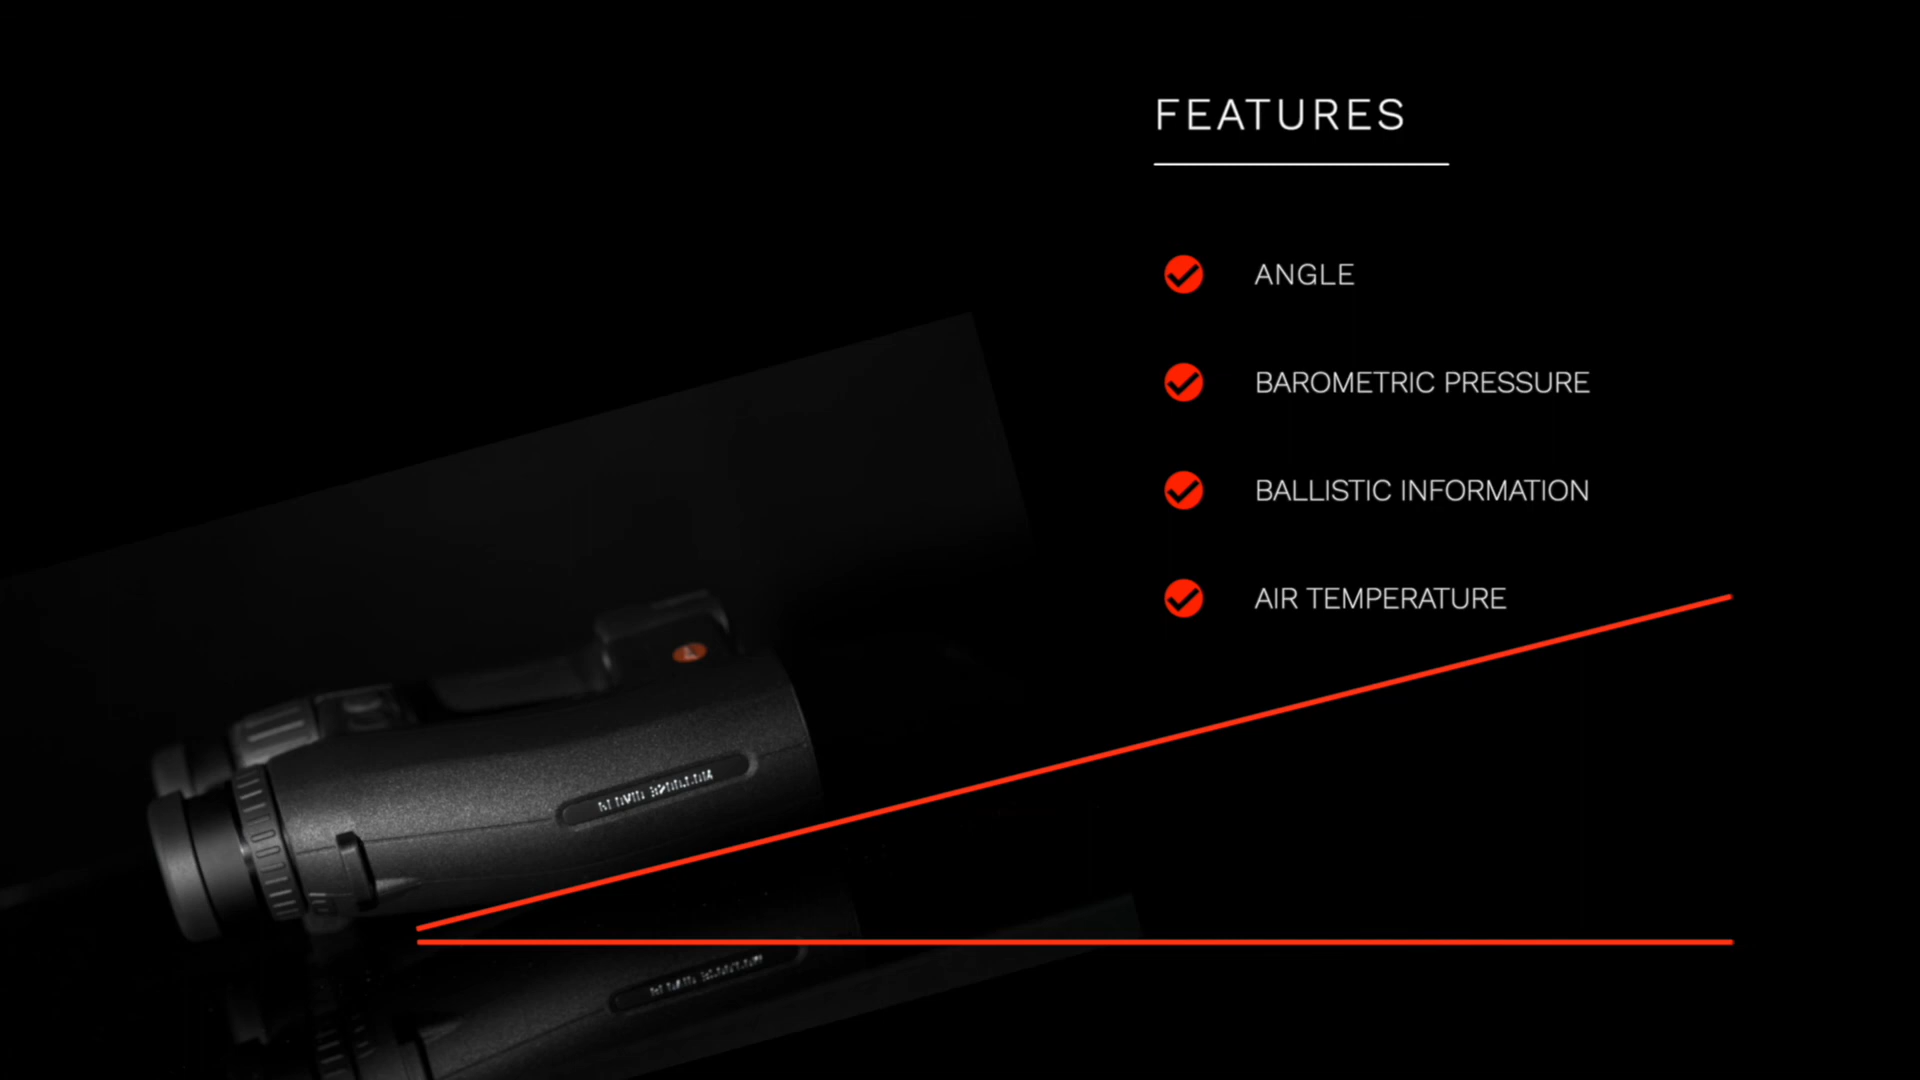 FEATURES
ANGLE
BAROMETRIC PRESSURE
BALLISTIC INFORMATION
AIR TEMPERATURE